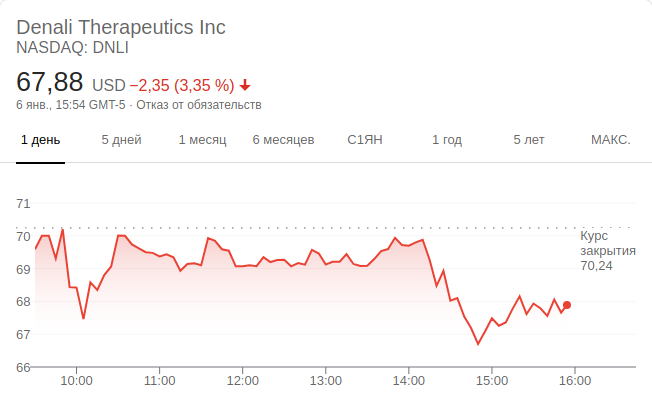 Denali Therapeutics Inc
NASDAQ: DNLI
67,88 USD −2,35 (3,35 %)
6 янв., 15:54 GMT-5 · Отказ от обязательств
1 день 5 дней 1 месяц 6 месяцев С1ЯН 1 год 5 лет МАКС.
71
70
69
68
67
66
Курс
закрытия
70,24
10:00 11:00 12:00 13:00 14:00 15:00 16:00